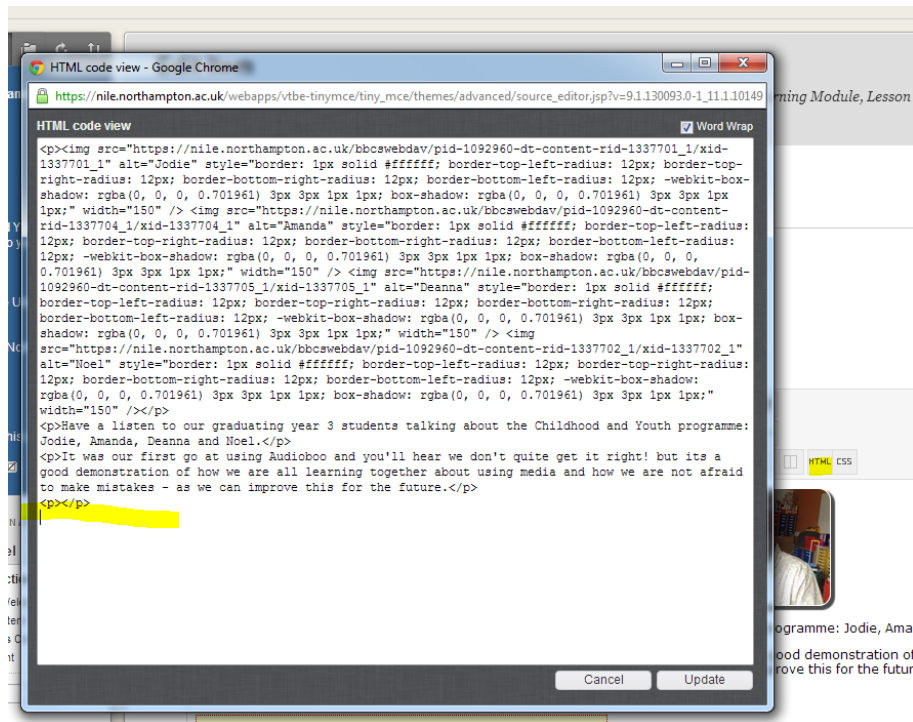 HTML code view - Google Chrome
https://nile.northampton.ac.uk/webapps/vtbe-tinymce/tiny_mce/themes/advanced/source_editor.jsp?v=9.1.130093.0-1_11.1.10149
rning Module, Lesson
HTML code view
Word Wrap
<p><img src="https://nile.northampton.ac.uk/bbcswebdav/pid-1092960-dt-content-rid-1337701_1/xid-
1337701_1" alt="Jodie" style="border: 1px solid #ffffff; border-top-left-radius: 12px; border-top-
right-radius: 12px; border-bottom-right-radius: 12px; border-bottom-left-radius: 12px; -webkit-box-
shadow: rgba(0, 0, 0, 0.701961) 3px 3px 1px 1px; box-shadow: rgba(0, 0, 0, 0.701961) 3px 3px 1px
1px;" width="150" /> <img src="https://nile.northampton.ac.uk/bbcswebdav/pid-1092960-dt-content-
rid-1337704_1/xid-1337704_1" alt="Amanda" style="border: 1px solid #ffffff; border-top-left-radius:
12px; border-top-right-radius: 12px; border-bottom-right-radius: 12px; border-bottom-left-radius:
12px; -webkit-box-shadow: rgba(0, 0, 0, 0.701961) 3px 3px 1px 1px; box-shadow: rgba(0, 0, 0,
0.701961) 3px 3px 1px 1px;" width="150" /> <img src="https://nile.northampton.ac.uk/bbcswebdav/pid-
1092960-dt-content-rid-1337705_1/xid-1337705_1" alt="Deanna" style="border: 1px solid #ffffff;
border-top-left-radius: 12px; border-top-right-radius: 12px; border-bottom-right-radius: 12px;
border-bottom-left-radius: 12px; -webkit-box-shadow: rgba(0, 0, 0, 0.701961) 3px 3px 1px 1px; box-
shadow: rgba(0, 0, 0, 0.701961) 3px 3px 1px 1px;" width="150" /> <img
src="https://nile.northampton.ac.uk/bbcswebdav/pid-1092960-dt-content-rid-1337702_1/xid-1337702_1"
alt="Noel" style="border: 1px solid #ffffff; border-top-left-radius: 12px; border-top-right-radius:
12px; border-bottom-right-radius: 12px; border-bottom-left-radius: 12px; -webkit-box-shadow:
rgba(0, 0, 0, 0.701961) 3px 3px 1px 1px; box-shadow: rgba(0, 0, 0, 0.701961) 3px 3px 1px 1px;"
width="150" /></p>
<p>Have a listen to our graduating year 3 students talking about the Childhood and Youth programme:
Jodie, Amanda, Deanna and Noel.</p>
<p>It was our first go at using Audioboo and you'll hear we don't quite get it right! but its a
good demonstration of how we are all learning together about using media and how we are not afraid
to make mistakes - as we can improve this for the future.</p>
<p></p>
HTML CSS
ogramme: Jodie, Ama
ood demonstration of
rove this for the futur
Cancel
Update